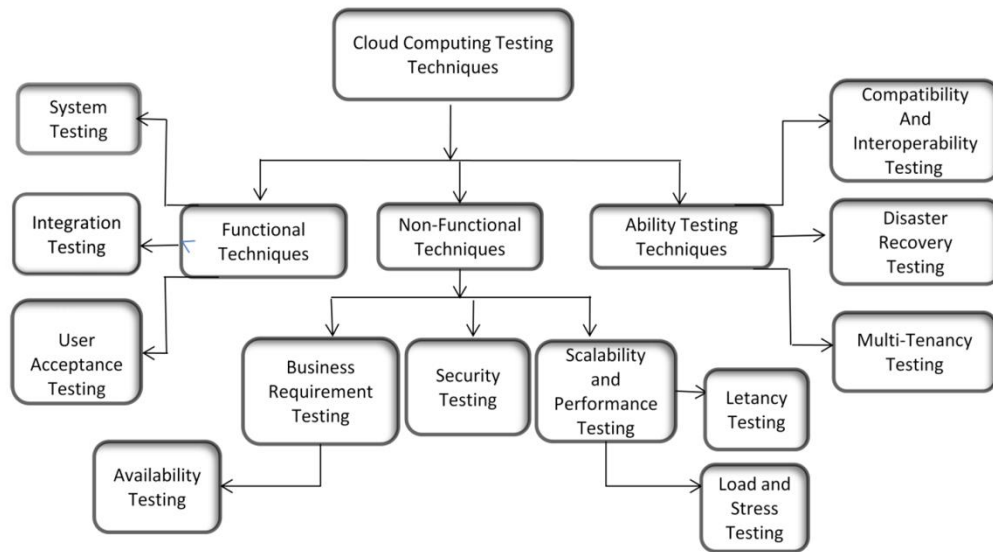 Cloud Computing Testing
Techniques
System
Testing
Compatibility
And
Interoperability
Testing
Integration
Testing
Functional
Techniques
Non-Functional
Techniques
Ability Testing
Techniques
Disaster
Recovery
Testing
User
Acceptance
Testing
Business
Requirement
Testing
Security
Testing
Scalability
and
Performance
Testing
Multi-Tenancy
Testing
Letancy
Testing
Availability
Testing
Load and
Stress
Testing